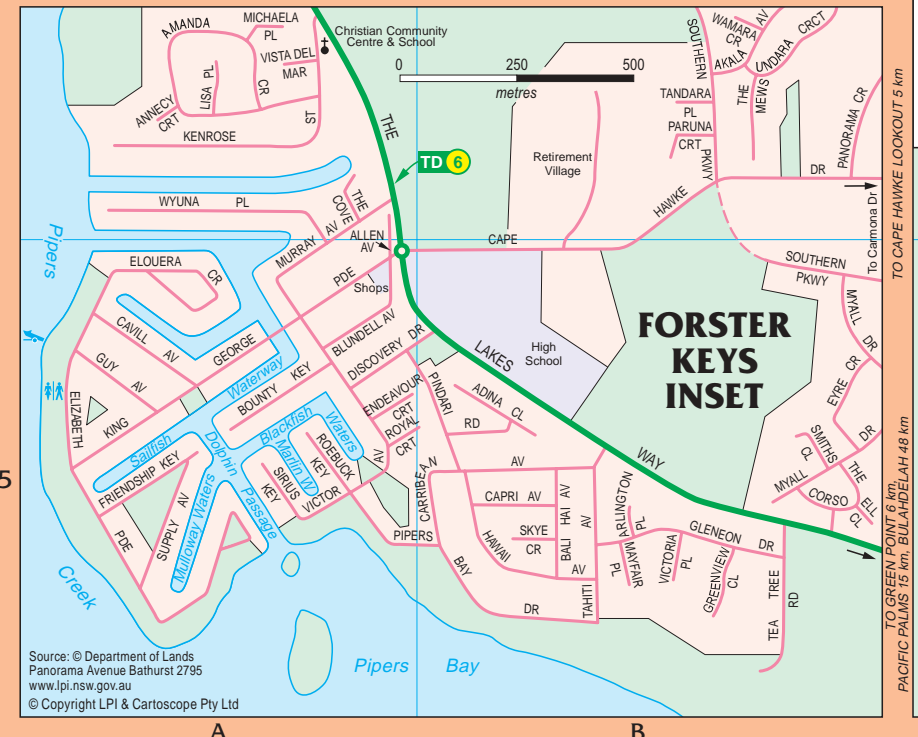 AMANDA
MICHAELA
PL
VISTA DEL
MAR
LISA PL
CR
ANNECY
CRT
ST
KENROSE
Christian Community
Centre & School
0 250 500
metres
THE
TD 6
WAMARA
CR
AV
SOUTHERN
PKWY
AKALA
UNDARA CRCT
THE
MEWS
TANDARA
PL
PARUNA
CRT
PANORAMA CR
DR
Retirement
Village
HAWKE
CAPE
To Carmona Dr
TO CAPE HAWKE LOOKOUT 5 km
WYUNA PL
THE
COVE
MURRAY AV
ALLEN
AV
PDE
Shops
Pipers
ELOUERA
CR
CAVILL AV
GUY AV
GEORGE
BLUNDELL AV
DISCOVERY DR
SOUTHERN
PKWY
MYALL
DR
FORSTER
KEYS
INSET
LAKES
High
School
Waterway
BOUNTY KEY
ENDEAVOUR
CRT
ROYAL
CRT
PINDARI
RD
ADINA CL
ELIZABETH
KING
Sailfish
FRIENDSHIP KEY
Dolphin
Passage
Blackfish
Waters
Marlin W
SIRIUS
KEY
ROEBUCK
KEY
VICTOR
AV
EYRE CR
DR
SMITHS
CL
THE
ELL
MYALL
CORSO
CL
WAY
5
PDE
SUPPLY AV
Mulloway Waters
CARRIBEAN
AV
PIPERS
BAY
DR
CAPRI AV
SKYE
CR
HAWAII
AV
BALI HAI AV
TAHITI AV
ARLINGTON
PL
MAYFAIR
PL
VICTORIA
PL
GLENEON DR
GREENVIEW
CL
TEA TREE
RD
TO GREEN POINT 6 km,
PACIFIC PALMS 15 km, BULAHDELAH 48 km
Creek
Pipers Bay
Source: © Department of Lands
Panorama Avenue Bathurst 2795
www.lpi.nsw.gov.au
© Copyright LPI & Cartoscope Pty Ltd
A B